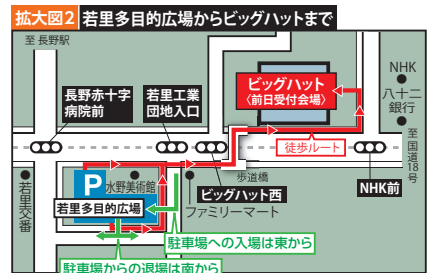 拡大図2 若里多目的広場からビッグハットまで
至 長野駅
長野赤十字
病院前
若里工業
団地入口
ビッグハット
〈前日受付会場〉
NHK
八十二
銀行
至国道18号
徒歩ルート
歩道橋
NHK前
ビッグハット西
ファミリーマート
若里交番
P
水野美術館
若里多目的広場
駐車場への入場は東から
駐車場からの退場は南から